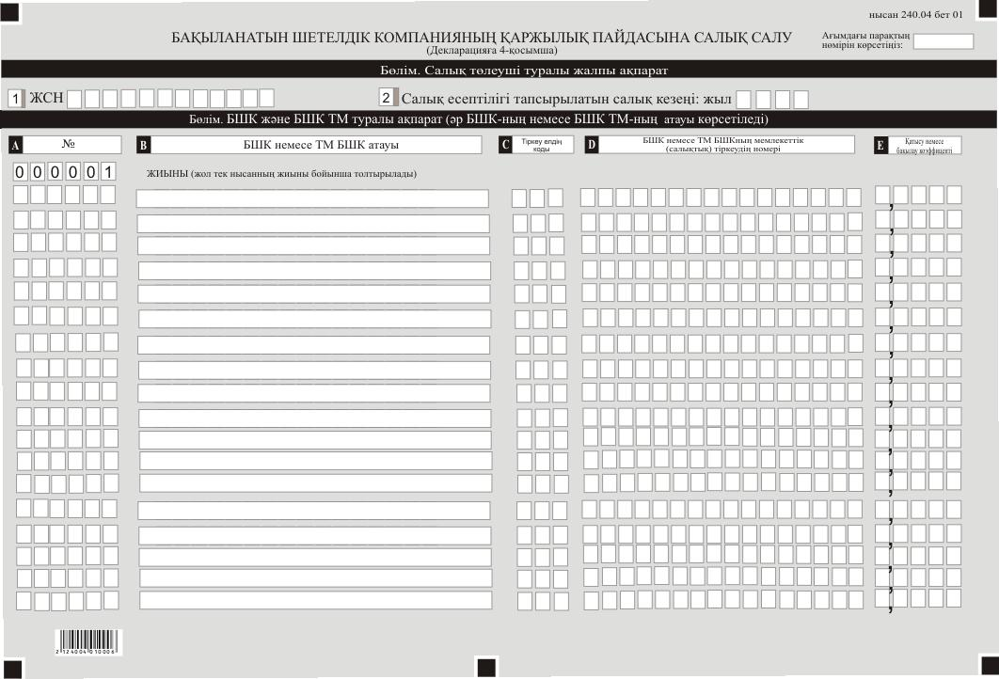 нысан 240.04 бет 01
БАҚЫЛАНАТЫН ШЕТЕЛДІК КОМПАНИЯНЫҢ ҚАРЖЫЛЫҚ ПАЙДАСЫНА САЛЫҚ САЛУ
(Декларацияға 4-қосымша)
Ағымдағы парақтың
нөмірін көрсетіңіз:
Бөлім. Салық төлеуші туралы жалпы ақпарат
1 ЖСН
2 Салық есептілігі тапсырылатын салық кезеңі: жыл
Бөлім. БШК және БШК ТМ туралы ақпарат (әр БШК-ның немесе БШК ТМ-ның атауы көрсетіледі)
A №
B БШК немесе ТМ БШК атауы
C Тіркеу елдің
коды
D БШК немесе ТМ БШКның мемлекеттік
(салықтық) тіркеудің нөмері
E Қатысу немесе
бақылау коэффиценті
000001
ЖИЫНЫ (жол тек нысанның жиыны бойынша толтырылады)
, , , , , , , , , , , , , , , , , ,
2124004010006